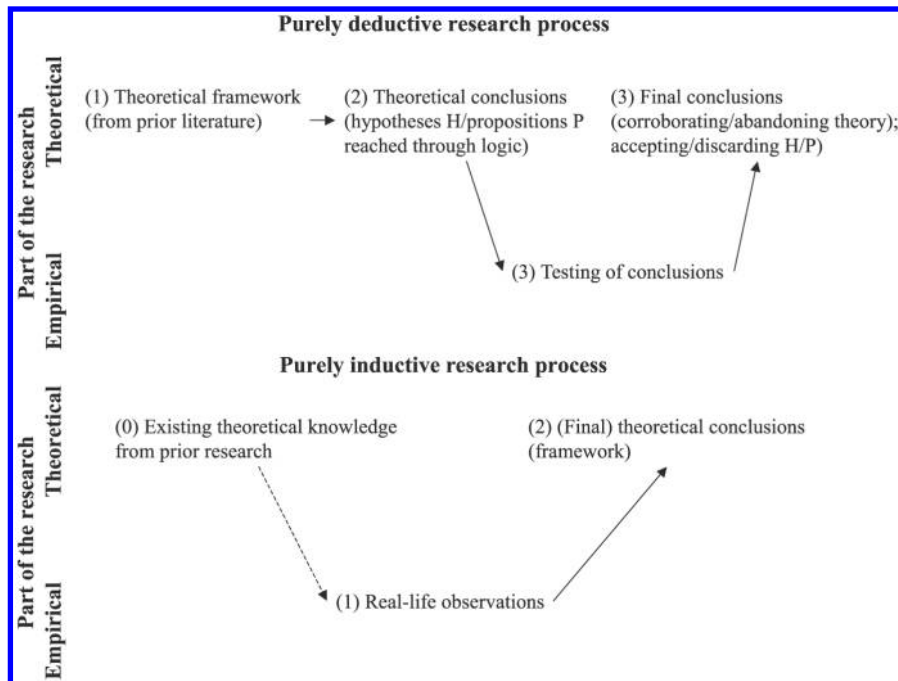 Purely deductive research process
Part of the research
Theoretical
Empirical
(1) Theoretical framework
(from prior literature)
(2) Theoretical conclusions
(hypotheses H/propositions P
reached through logic)
(3) Final conclusions
(corroborating/abandoning theory);
accepting/discarding H/P)
(3) Testing of conclusions
Purely inductive research process
Part of the research
Theoretical
Empirical
(0) Existing theoretical knowledge
from prior research
(2) (Final) theoretical conclusions
(framework)
(1) Real-life observations